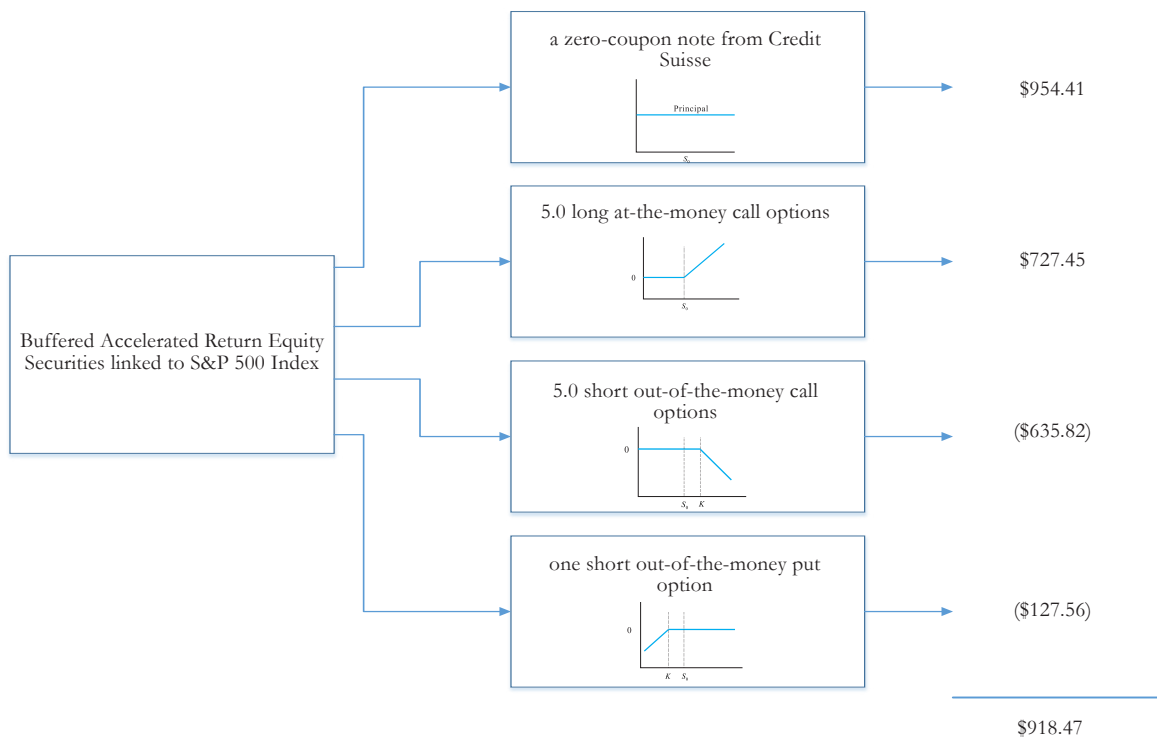 a zero-coupon note from Credit
Suisse
Principal
S₀
$954.41
5.0 long at-the-money call options
0
S₀
$727.45
Buffered Accelerated Return Equity
Securities linked to S&P 500 Index
5.0 short out-of-the-money call
options
0
S₀ K
($635.82)
one short out-of-the-money put
option
0
K S₀
($127.56)
$918.47